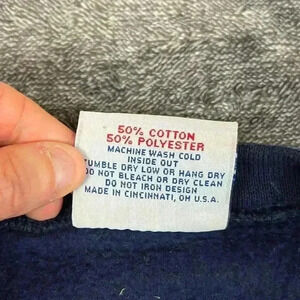 50% COTTON
50% POLYESTER
MACHINE WASH COLD
INSIDE OUT
TUMBLE DRY LOW OR HANG DRY
DO NOT BLEACH OR DRY CLEAN
DO NOT IRON DESIGN
MADE IN CINCINNATI, OH U.S.A.